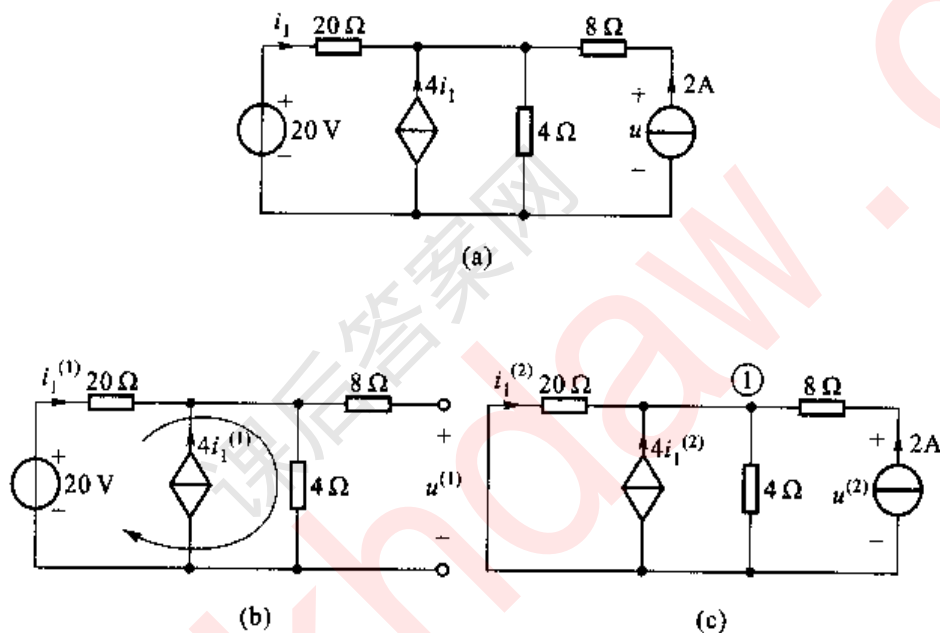 i₁ 20 Ω 8 Ω
+ 20 V − 4i₁ 4 Ω + u − 2A
(a)
i₁⁽¹⁾ 20 Ω 8 Ω
+ 20 V − 4i₁⁽¹⁾ 4 Ω + u⁽¹⁾ −
(b)
i₁⁽²⁾ 20 Ω ① 8 Ω
4i₁⁽²⁾ 4 Ω + u⁽²⁾ − 2A
(c)
课后答案网
khdaw.